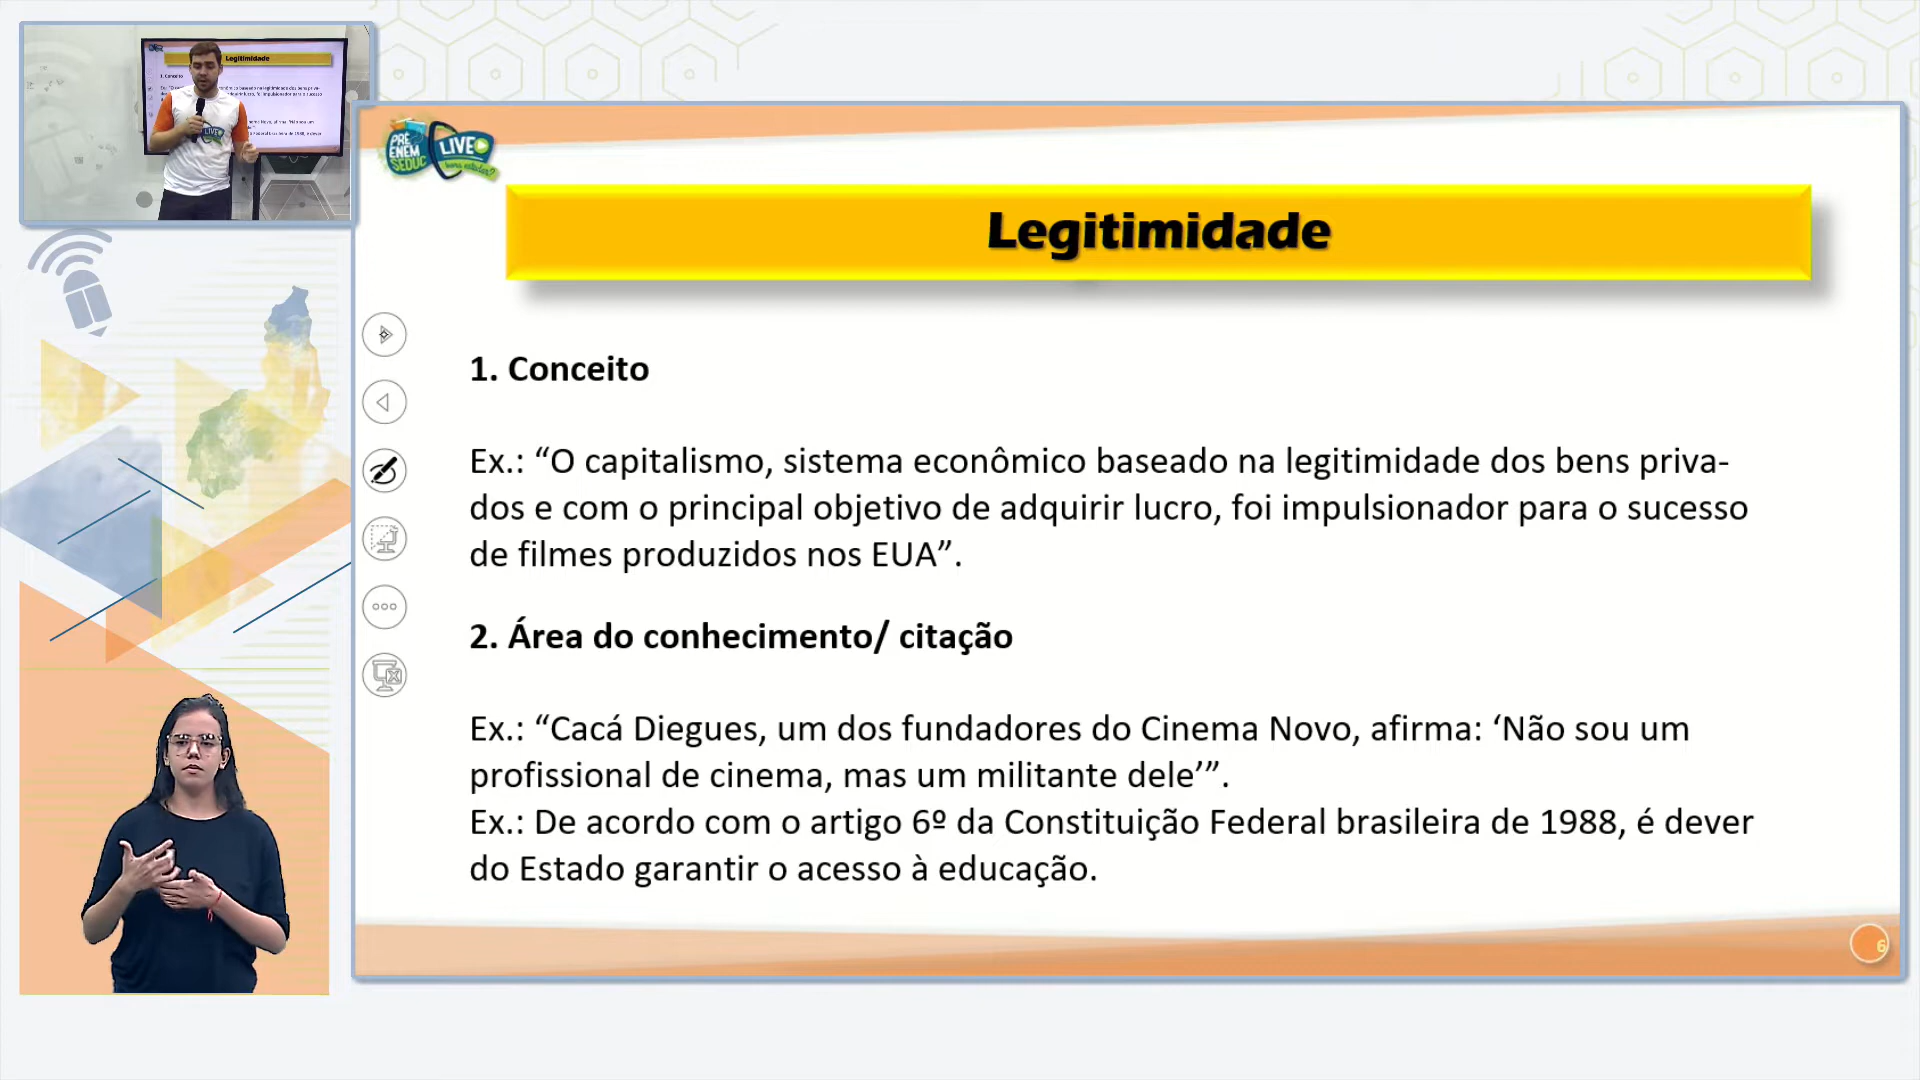 Legitimidade
PRÉ
ENEM
SEDUC
LIVE
Legitimidade
1. Conceito
Ex.: “O capitalismo, sistema econômico baseado na legitimidade dos bens priva-
dos e com o principal objetivo de adquirir lucro, foi impulsionador para o sucesso
de filmes produzidos nos EUA”.
2. Área do conhecimento/ citação
Ex.: “Cacá Diegues, um dos fundadores do Cinema Novo, afirma: ‘Não sou um
profissional de cinema, mas um militante dele’”.
Ex.: De acordo com o artigo 6º da Constituição Federal brasileira de 1988, é dever
do Estado garantir o acesso à educação.
6